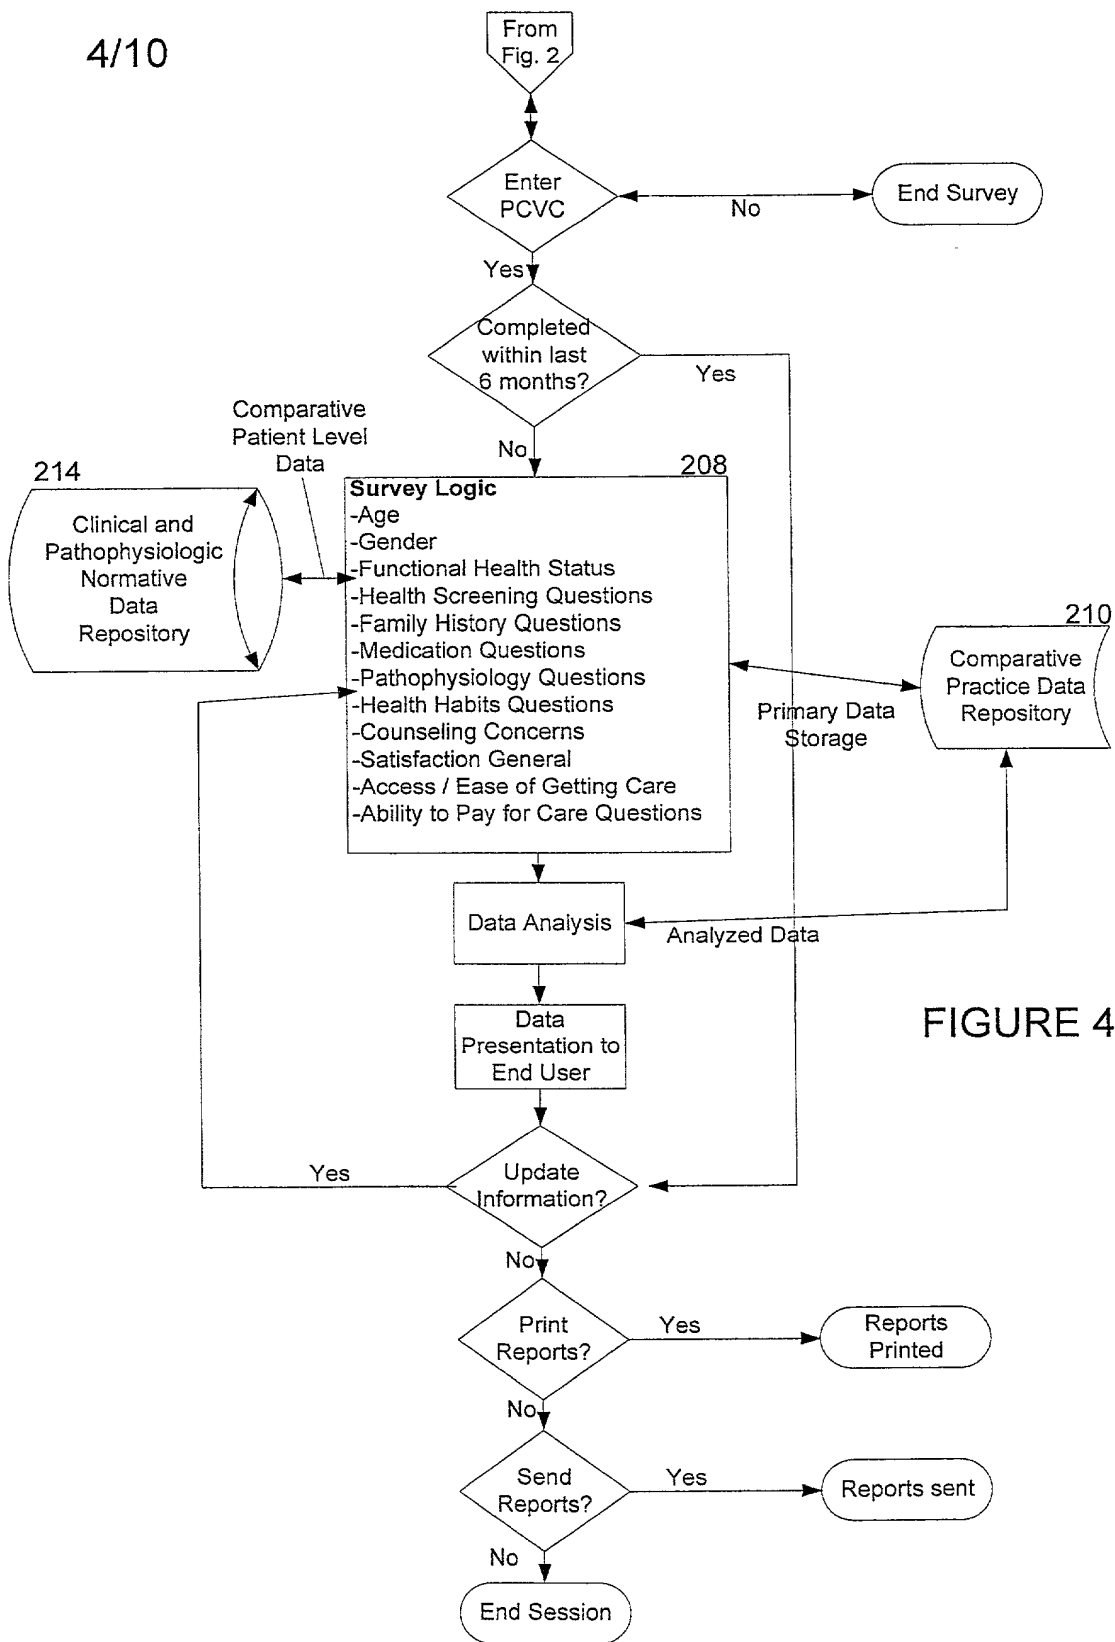 4/10
From
Fig. 2
Enter
PCVC
No
End Survey
Yes
Completed
within last
6 months?
Yes
No
Comparative
Patient Level
Data
214
Clinical and
Pathophysiologic
Normative
Data
Repository
208
Survey Logic
-Age
-Gender
-Functional Health Status
-Health Screening Questions
-Family History Questions
-Medication Questions
-Pathophysiology Questions
-Health Habits Questions
-Counseling Concerns
-Satisfaction General
-Access / Ease of Getting Care
-Ability to Pay for Care Questions
210
Comparative
Practice Data
Repository
Primary Data
Storage
Data Analysis
Analyzed Data
Data
Presentation to
End User
FIGURE 4
Update
Information?
Yes
No
Print
Reports?
Yes
Reports
Printed
No
Send
Reports?
Yes
Reports sent
No
End Session